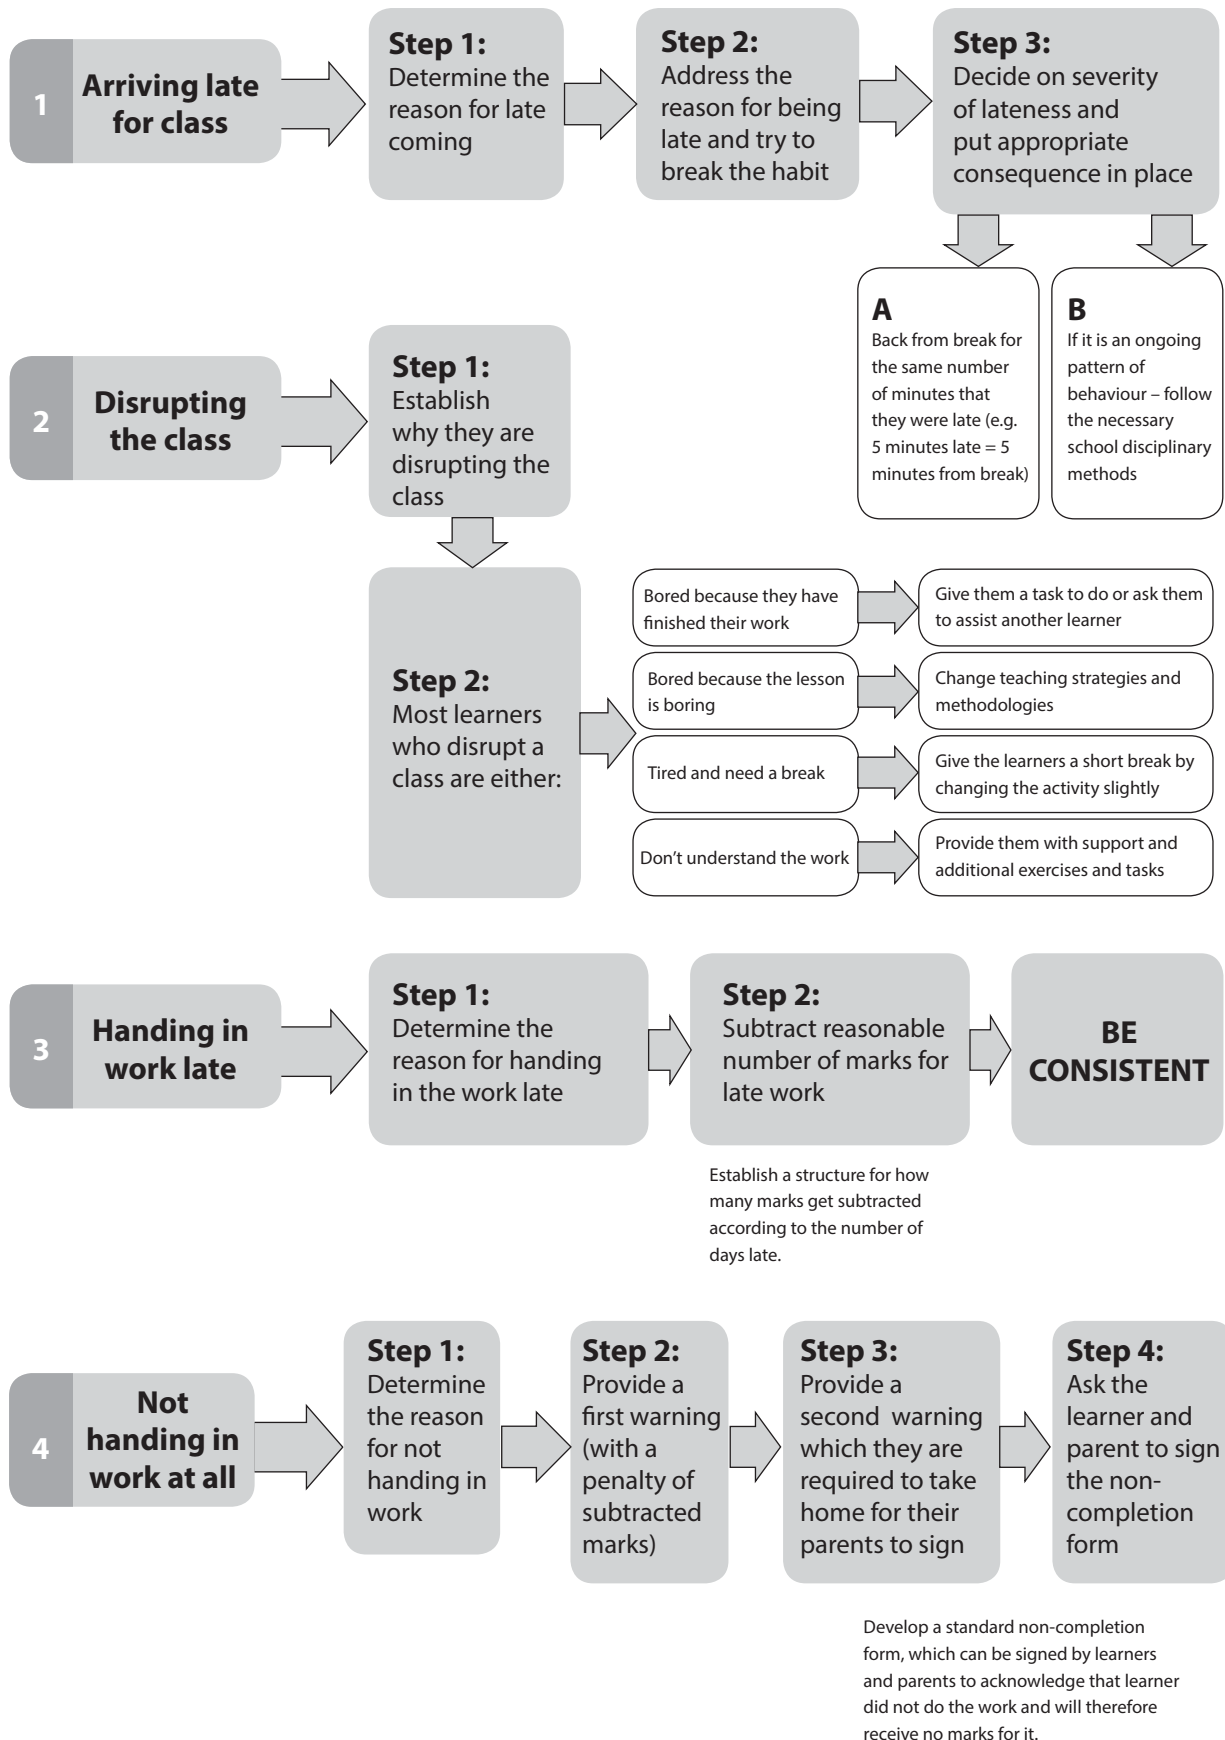 1
Arriving late
for class
Step 1:
Determine the
reason for late
coming
Step 2:
Address the
reason for being
late and try to
break the habit
Step 3:
Decide on severity
of lateness and
put appropriate
consequence in place
A
Back from break for
the same number
of minutes that
they were late (e.g.
5 minutes late = 5
minutes from break)
B
If it is an ongoing
pattern of
behaviour – follow
the necessary
school disciplinary
methods
2
Disrupting
the class
Step 1:
Establish
why they are
disrupting the
class
Step 2:
Most learners
who disrupt a
class are either:
Bored because they have
finished their work
Give them a task to do or ask them
to assist another learner
Bored because the lesson
is boring
Change teaching strategies and
methodologies
Tired and need a break
Give the learners a short break by
changing the activity slightly
Don’t understand the work
Provide them with support and
additional exercises and tasks
3
Handing in
work late
Step 1:
Determine the
reason for handing
in the work late
Step 2:
Subtract reasonable
number of marks for
late work
BE
CONSISTENT
Establish a structure for how
many marks get subtracted
according to the number of
days late.
4
Not
handing in
work at all
Step 1:
Determine
the reason
for not
handing in
work
Step 2:
Provide a
first warning
(with a
penalty of
subtracted
marks)
Step 3:
Provide a
second warning
which they are
required to take
home for their
parents to sign
Step 4:
Ask the
learner and
parent to sign
the non-
completion
form
Develop a standard non-completion
form, which can be signed by learners
and parents to acknowledge that learner
did not do the work and will therefore
receive no marks for it.